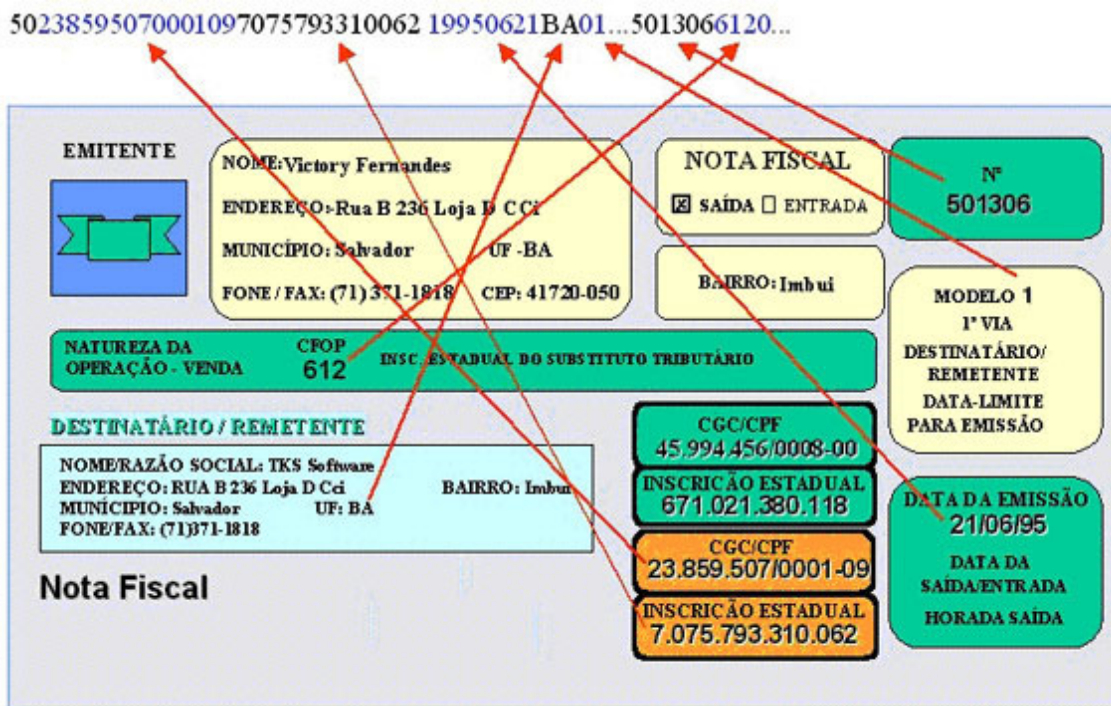 5023859507000109707579331006​2 19950621BA01...5013066120...
EMITENTE
NOME:Victory Fernandes
ENDEREÇO:-Rua B 236 Loja D C Ci
MUNICÍPIO: Salvador UF -BA
FONE / FAX: (71) 371-1818 CEP: 41720-050
NOTA FISCAL
SAÍDA ENTRADA
BAIRRO: Imbui
Nº
501306
MODELO 1
1ª VIA
DESTINATÁRIO/
REMETENTE
DATA-LIMITE
PARA EMISSÃO
NATUREZA DA
OPERAÇÃO - VENDA
CFOP
612
INSC. ESTADUAL DO SUBSTITUTO TRIBUTÁRIO
DESTINATÁRIO / REMETENTE
NOME/RAZÃO SOCIAL: TKS Software
ENDEREÇO: RUA B 236 Loja D Cci BAIRRO: Imbui
MUNÍCIPIO: Salvador UF: BA
FONE/FAX: (71)371-1818
CGC/CPF
45.994.456/0008-00
INSCRIÇÃO ESTADUAL
671.021.380.118
CGC/CPF
23.859.507/0001-09
INSCRIÇÃO ESTADUAL
7.075.793.310.062
DATA DA EMISSÃO
21/06/95
DATA DA
SAÍDA/ENTRADA
HORADA SAÍDA
Nota Fiscal